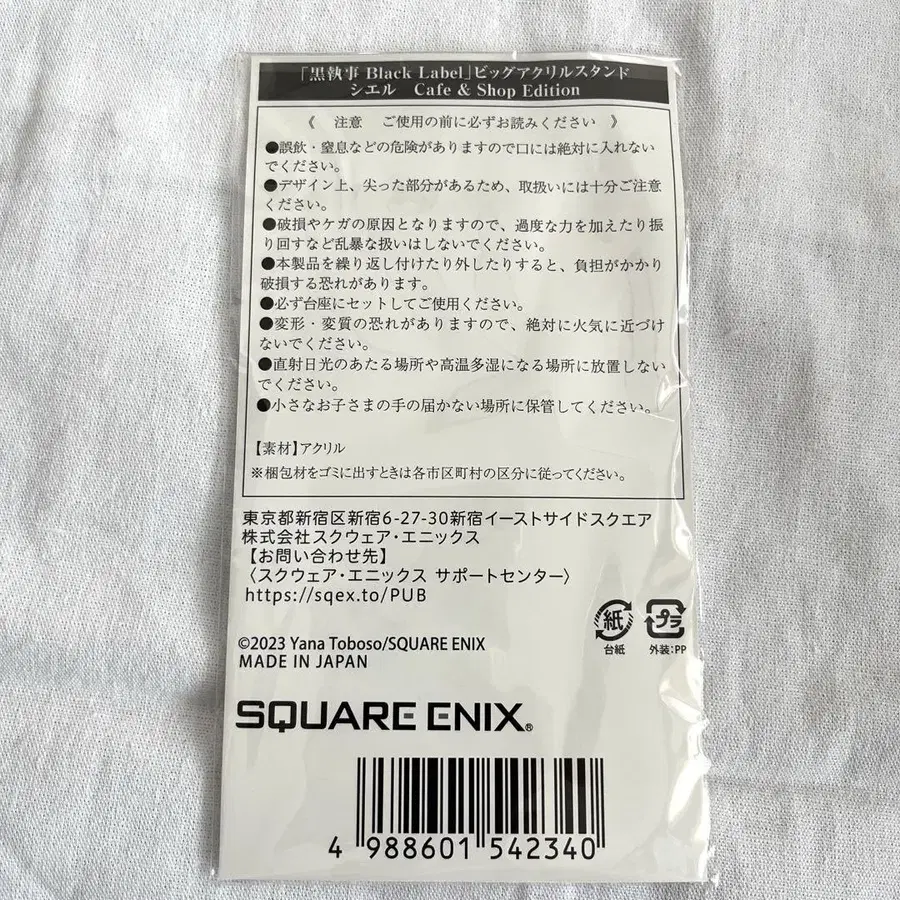 「黒執事 Black Label」ビッグアクリルスタンド
シエル Cafe & Shop Edition
《 注意 ご使用の前に必ずお読みください 》
●誤飲・窒息などの危険がありますので口には絶対に入れない
でください。
●デザイン上、尖った部分があるため、取扱いには十分ご注意
ください。
●破損やケガの原因となりますので、過度な力を加えたり振
り回すなど乱暴な扱いはしないでください。
●本製品を繰り返し付けたり外したりすると、負担がかかり
破損する恐れがあります。
●必ず台座にセットしてご使用ください。
●変形・変質の恐れがありますので、絶対に火気に近づけ
ないでください。
●直射日光のあたる場所や高温多湿になる場所に放置しない
でください。
●小さなお子さまの手の届かない場所に保管してください。
【素材】アクリル
※梱包材をゴミに出すときは各市区町村の区分に従ってください。
東京都新宿区新宿6-27-30新宿イーストサイドスクエア
株式会社スクウェア・エニックス
【お問い合わせ先】
〈スクウェア・エニックス サポートセンター〉
https://sqex.to/PUB
紙 プラ
台紙 外装:PP
©2023 Yana Toboso/SQUARE ENIX
MADE IN JAPAN
SQUARE ENIX®
4 988601 542340